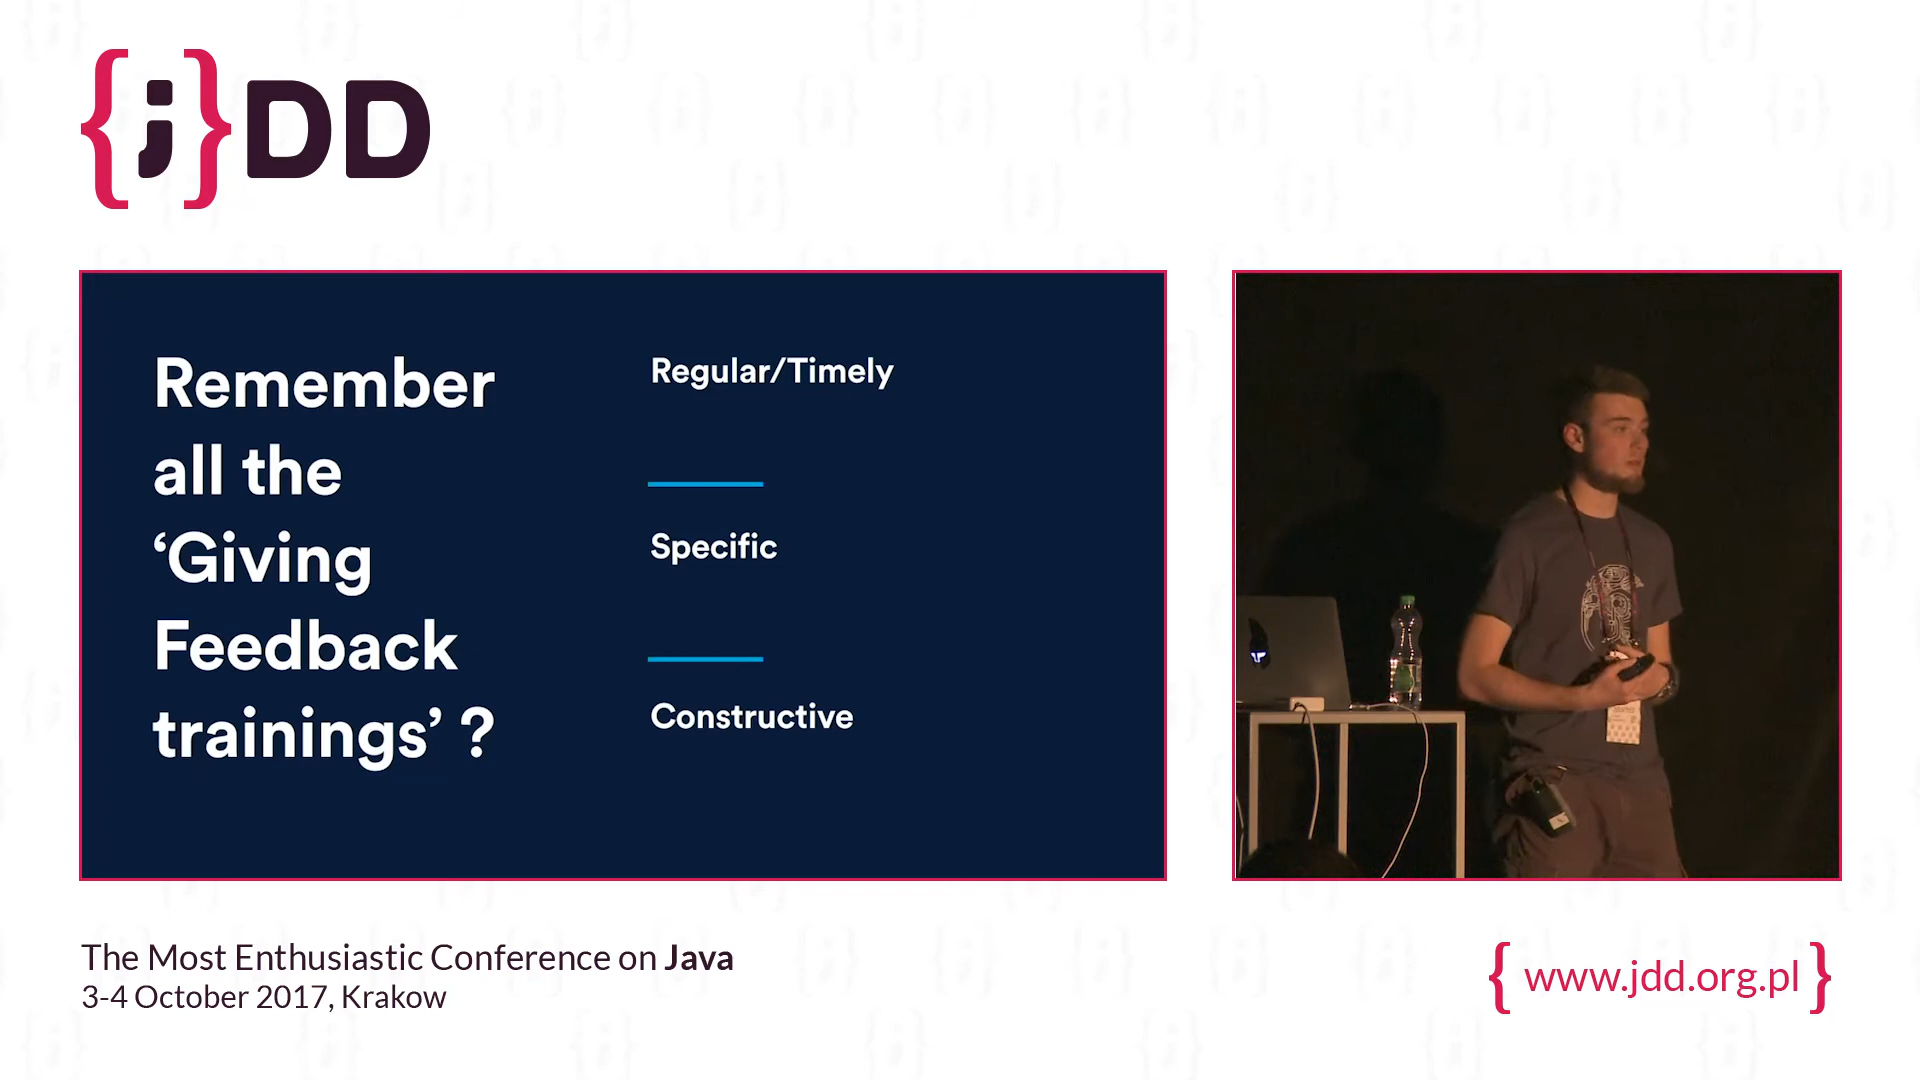 {;}DD
Remember
all the
‘Giving
Feedback
trainings’ ?
Regular/Timely
Specific
Constructive
The Most Enthusiastic Conference on Java
3-4 October 2017, Krakow
{ www.jdd.org.pl }